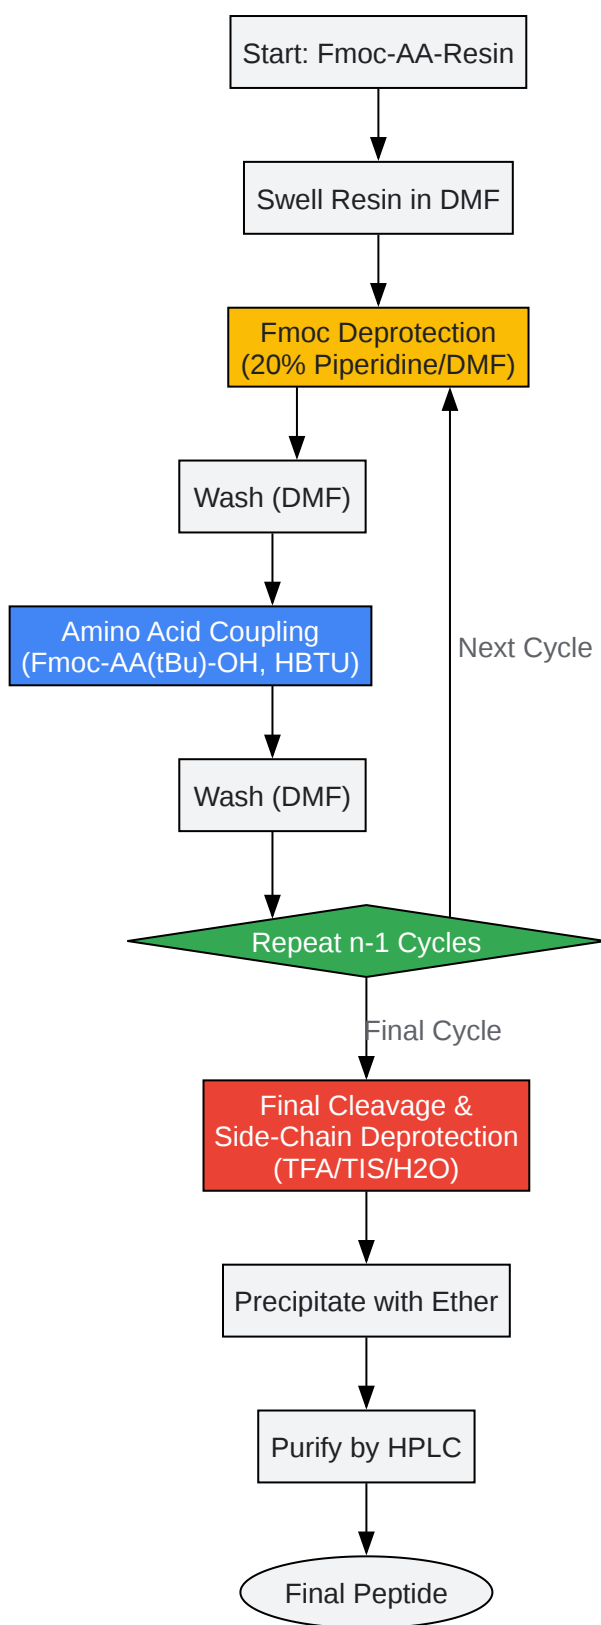 Start: Fmoc-AA-Resin
Swell Resin in DMF
Fmoc Deprotection
(20% Piperidine/DMF)
Wash (DMF)
Amino Acid Coupling
(Fmoc-AA(tBu)-OH, HBTU)
Next Cycle
Wash (DMF)
Repeat n-1 Cycles
Final Cycle
Final Cleavage &
Side-Chain Deprotection
(TFA/TIS/H2O)
Precipitate with Ether
Purify by HPLC
Final Peptide